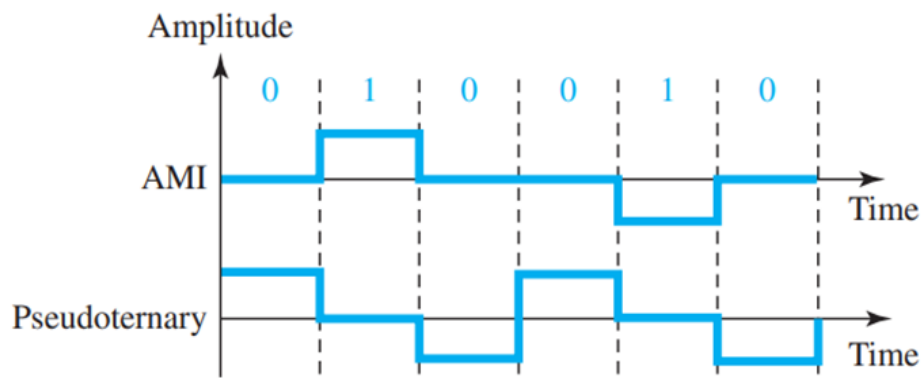 Amplitude
0 1 0 0 1 0
AMI
Time
Pseudoternary
Time